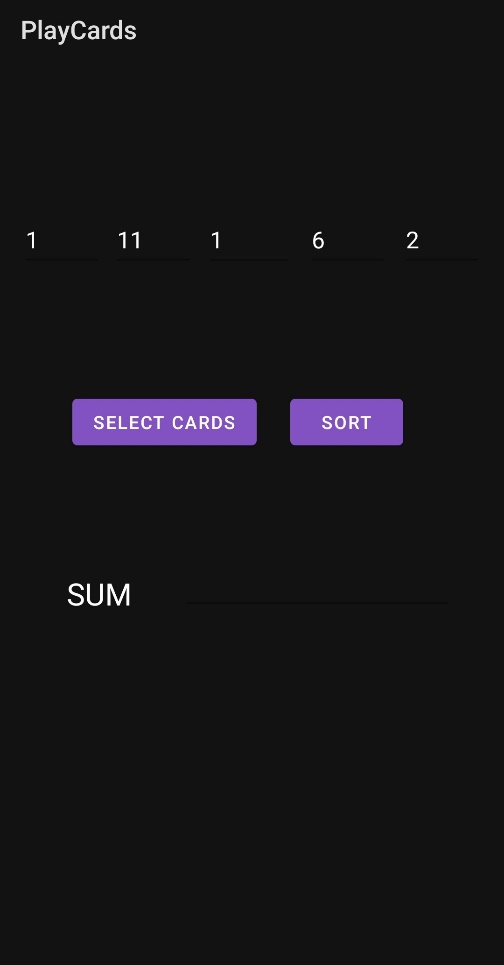 PlayCards
1 11 1 6 2
SELECT CARDS SORT
SUM